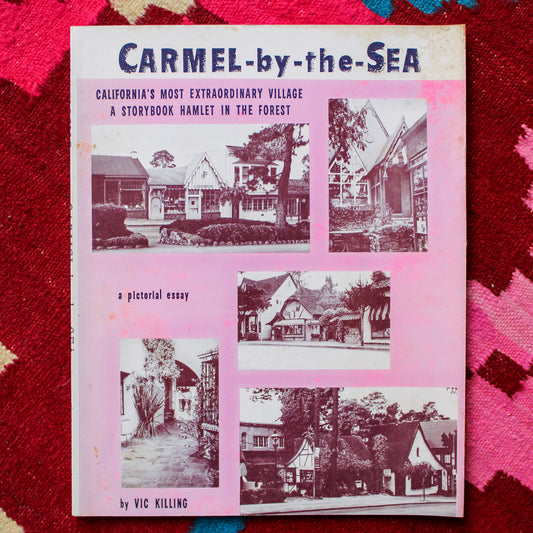 CARMEL-by-the-SEA
CALIFORNIA'S MOST EXTRAORDINARY VILLAGE
A STORYBOOK HAMLET IN THE FOREST
a pictorial essay
by VIC KILLING